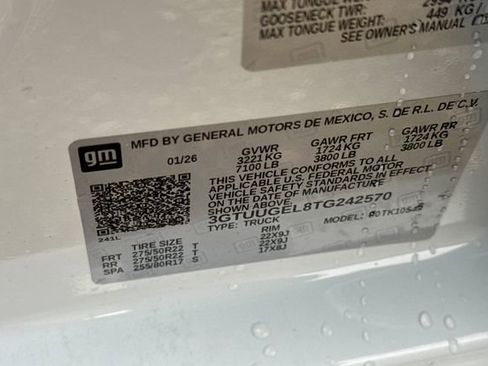 MAX TONGUE
GOOSENECK TWR:
MAX TONGUE WEIGHT: 449 KG /
SEE OWNER'S MANUAL
gm
MFD BY GENERAL MOTORS DE MEXICO, S. DE R.L. DE C.V.
01/26 GVWR GAWR FRT GAWR RR
3221 KG 1724 KG 1724 KG
7100 LB 3800 LB 3800 LB
THIS VEHICLE CONFORMS TO ALL
APPLICABLE U.S. FEDERAL MOTOR
VEHICLE SAFETY STANDARDS IN EFFECT
ON THE DATE OF MANUFACTURE
3GTUUGEL8TG242570
TYPE: TRUCK MODEL:
241L
TIRE SIZE RIM
FRT 275/50R22 T 22X9J
RR 275/50R22 T 22X9J
SPA 255/80R17 S 17X8J